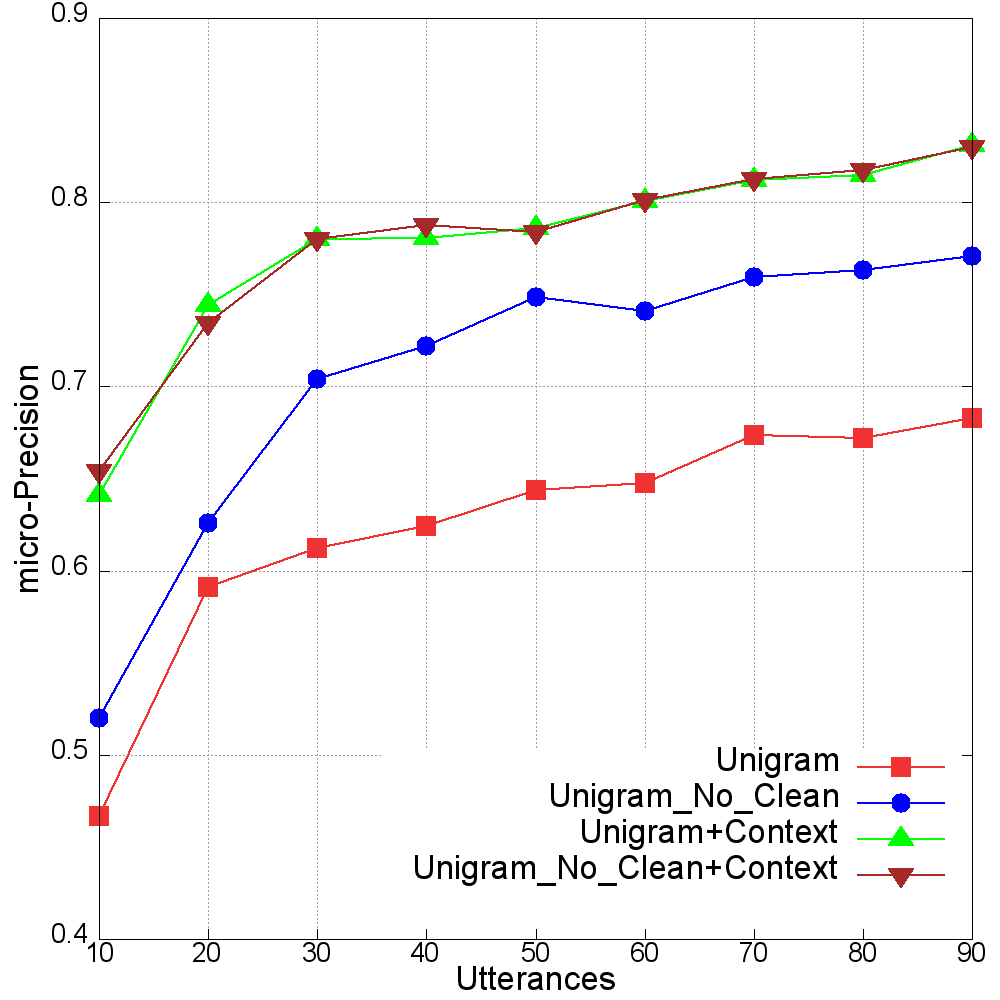 0.9
0.8
0.7
0.6
0.5
0.4
micro-Precision
Unigram
Unigram_No_Clean
Unigram+Context
Unigram_No_Clean+Context
10 20 30 40 50 60 70 80 90
Utterances